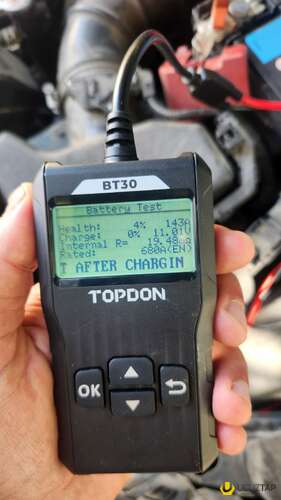 BT30
Battery Test
Health: 4% 143A
Charge: 0% 11.01V
Internal R= 19.48mΩ
Rated: 680A(EN)
T AFTER CHARGIN
TOPDON
OK
UCUZTAP